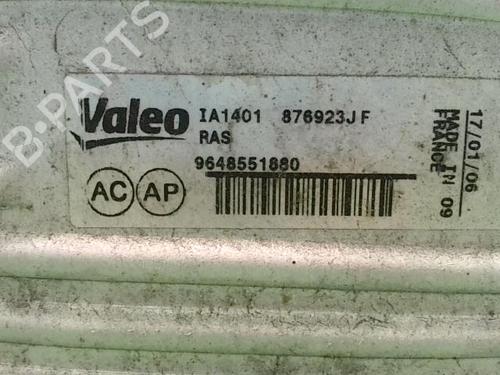 B-PARTS
Valeo
IA1401 876923J F
RAS
9648551880
AC AP
17/01/06
MADE IN 09
FRANCE